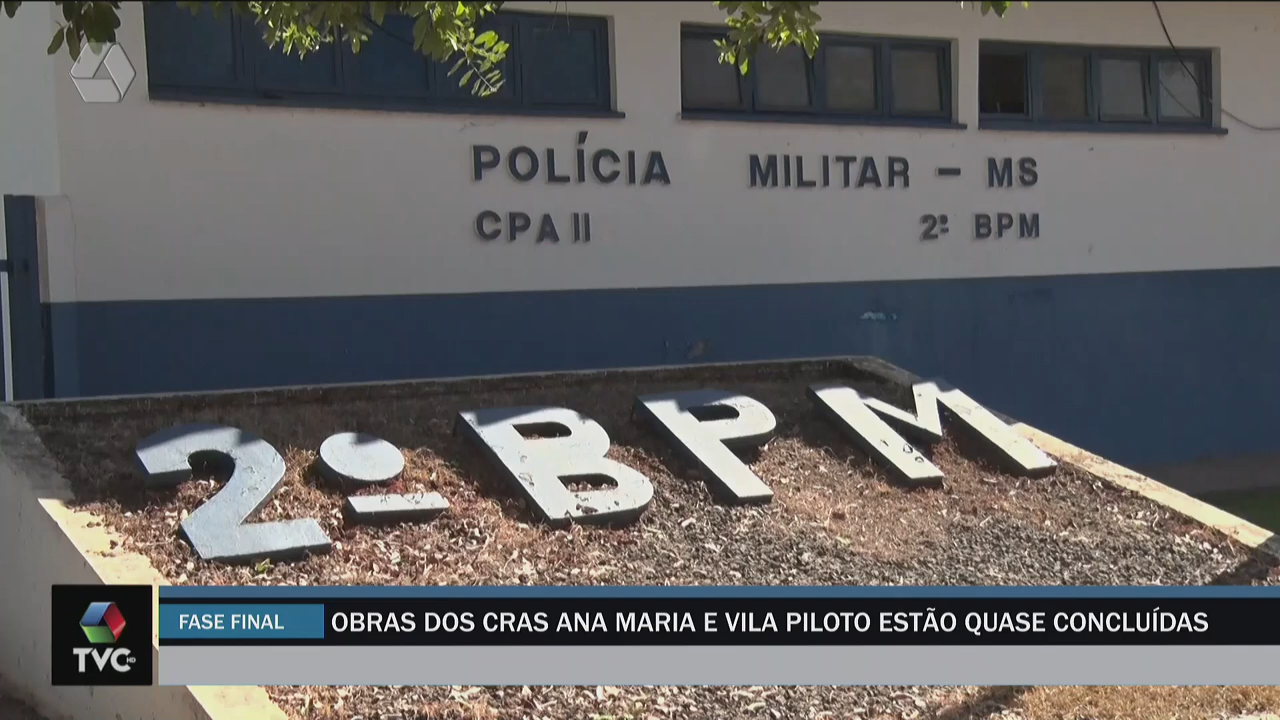 POLÍCIA MILITAR - MS
CPA II 2º BPM
2º BPM
FASE FINAL
OBRAS DOS CRAS ANA MARIA E VILA PILOTO ESTÃO QUASE CONCLUÍDAS
TVC HD